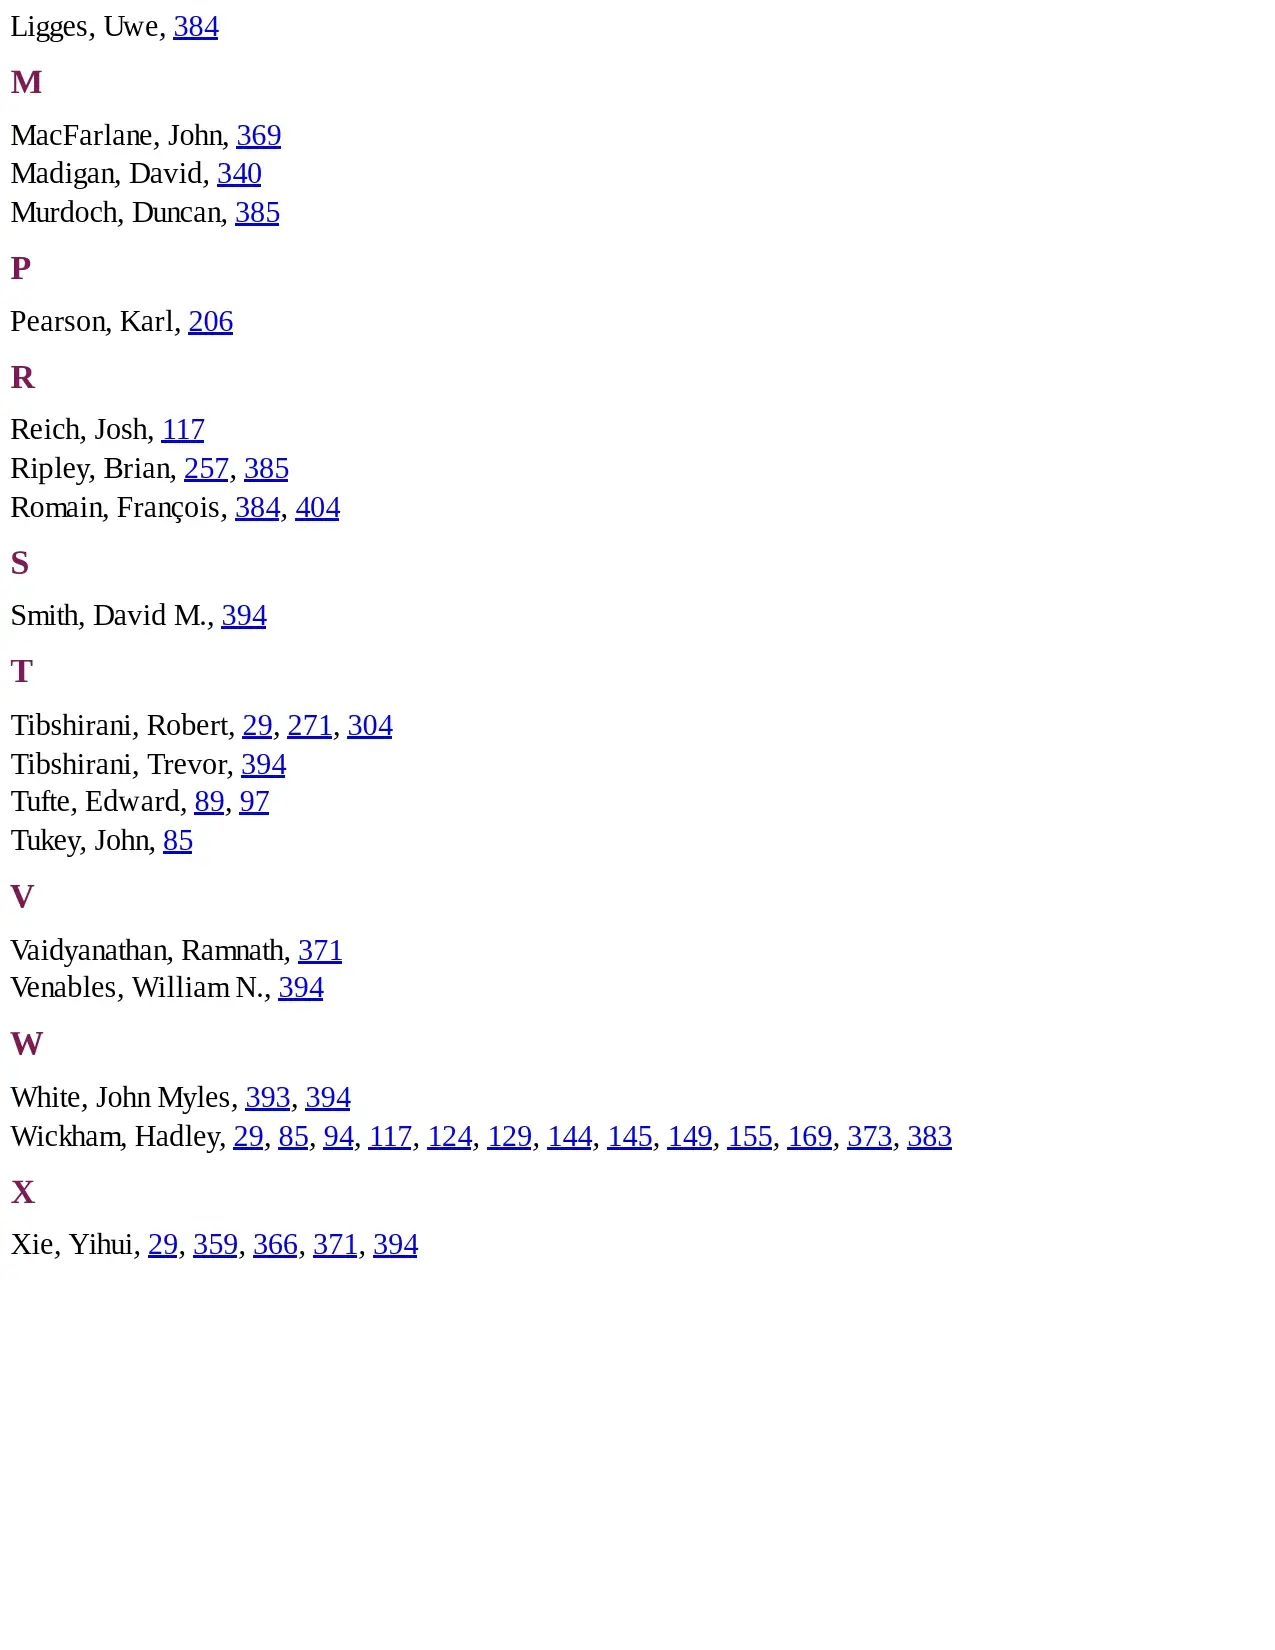 Ligges, Uwe, 384
M
MacFarlane, John, 369
Madigan, David, 340
Murdoch, Duncan, 385
P
Pearson, Karl, 206
R
Reich, Josh, 117
Ripley, Brian, 257, 385
Romain, François, 384, 404
S
Smith, David M., 394
T
Tibshirani, Robert, 29, 271, 304
Tibshirani, Trevor, 394
Tufte, Edward, 89, 97
Tukey, John, 85
V
Vaidyanathan, Ramnath, 371
Venables, William N., 394
W
White, John Myles, 393, 394
Wickham, Hadley, 29, 85, 94, 117, 124, 129, 144, 145, 149, 155, 169, 373, 383
X
Xie, Yihui, 29, 359, 366, 371, 394